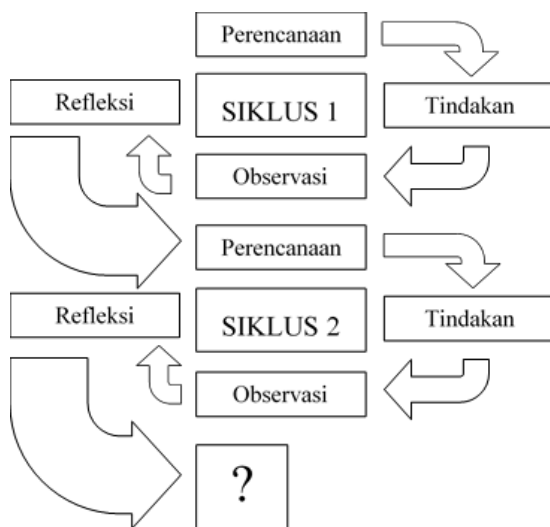 Perencanaan
Refleksi
SIKLUS 1
Tindakan
Observasi
Perencanaan
Refleksi
SIKLUS 2
Tindakan
Observasi
?